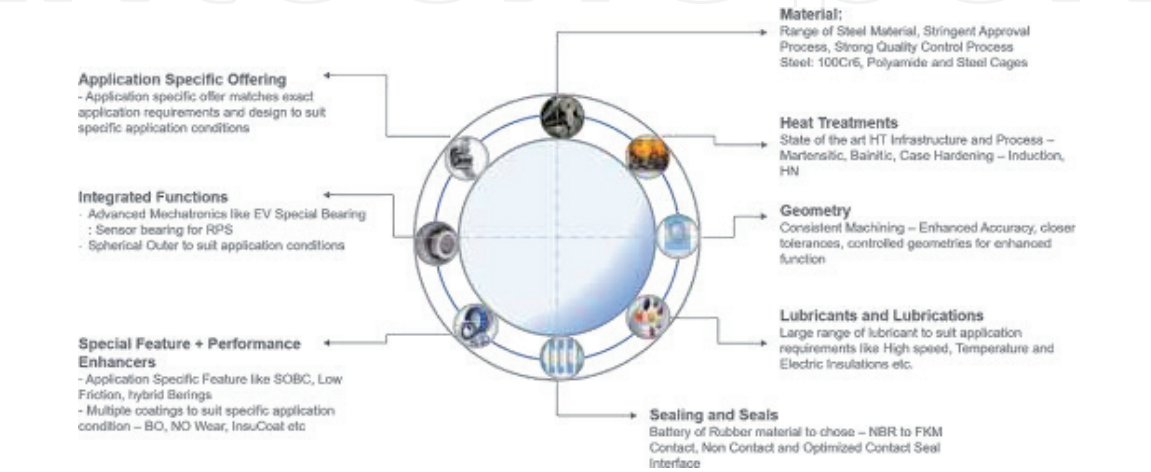 Material:
Range of Steel Material, Stringent Approval
Process, Strong Quality Control Process
Steel: 100Cr6, Polyamide and Steel Cages
Application Specific Offering
- Application specific offer matches exact
application requirements and design to suit
specific application conditions
Heat Treatments
State of the art HT Infrastructure and Process –
Martensitic, Bainitic, Case Hardening – Induction,
HN
Integrated Functions
- Advanced Mechatronics like EV Special Bearing
: Sensor bearing for RPS
- Spherical Outer to suit application conditions
Geometry
Consistent Machining – Enhanced Accuracy, closer
tolerances, controlled geometries for enhanced
function
Lubricants and Lubrications
Large range of lubricant to suit application
requirements like High speed, Temperature and
Electric Insulations etc.
Special Feature + Performance
Enhancers
- Application Specific Feature like SOBC, Low
Friction, hybrid Berings
- Multiple coatings to suit specific application
condition – BO, NO Wear, InsuCoat etc
Sealing and Seals
Battery of Rubber material to chose – NBR to FKM
Contact, Non Contact and Optimized Contact Seal
Interface